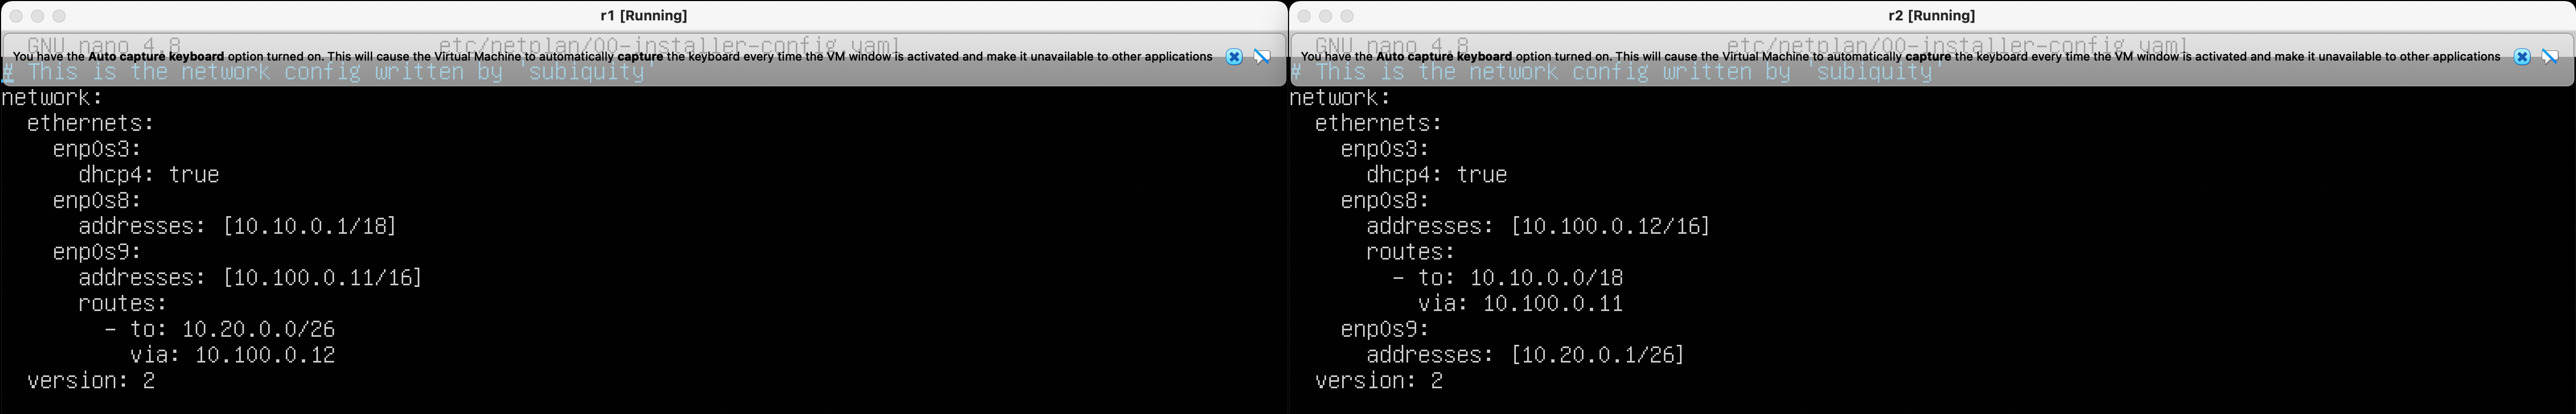 r1 [Running]
GNU nano 4.8 etc/netplan/00-installer-config.yaml
You have the Auto capture keyboard option turned on. This will cause the Virtual Machine to automatically capture the keyboard every time the VM window is activated and make it unavailable to other applications
# This is the network config written by 'subiquity'
network:
  ethernets:
    enp0s3:
      dhcp4: true
    enp0s8:
      addresses: [10.10.0.1/18]
    enp0s9:
      addresses: [10.100.0.11/16]
      routes:
        - to: 10.20.0.0/26
          via: 10.100.0.12
  version: 2
r2 [Running]
GNU nano 4.8 etc/netplan/00-installer-config.yaml
You have the Auto capture keyboard option turned on. This will cause the Virtual Machine to automatically capture the keyboard every time the VM window is activated and make it unavailable to other applications
# This is the network config written by 'subiquity'
network:
  ethernets:
    enp0s3:
      dhcp4: true
    enp0s8:
      addresses: [10.100.0.12/16]
      routes:
        - to: 10.10.0.0/18
          via: 10.100.0.11
    enp0s9:
      addresses: [10.20.0.1/26]
  version: 2